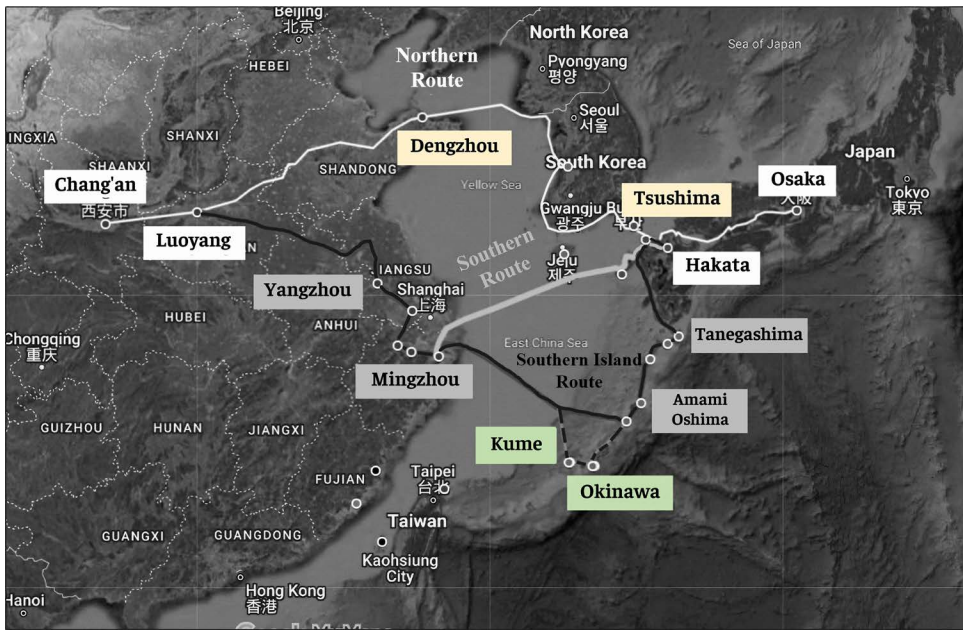 Beijing
北京
North Korea
Sea of Japan
HEBEI
Northern
Route
Pyongyang
평양
Seoul
서울
NINGXIA
SHANXI
SHAANXI
SHANDONG
Dengzhou
South Korea
Japan
Chang'an
西安市
Yellow Sea
Gwangju
광주
Tsushima
Osaka
大阪
Tokyo
東京
Luoyang
Southern
Route
Jeju
제주
Hakata
JIANGSU
Yangzhou
Shanghai
上海
HUBEI
ANHUI
Chongqing
重庆
East China Sea
Southern Island
Route
Tanegashima
Mingzhou
Amami
Oshima
GUIZHOU
HUNAN
JIANGXI
Kume
FUJIAN
Taipei
台北
Okinawa
Taiwan
GUANGXI
GUANGDONG
Kaohsiung
City
Hong Kong
香港
Hanoi